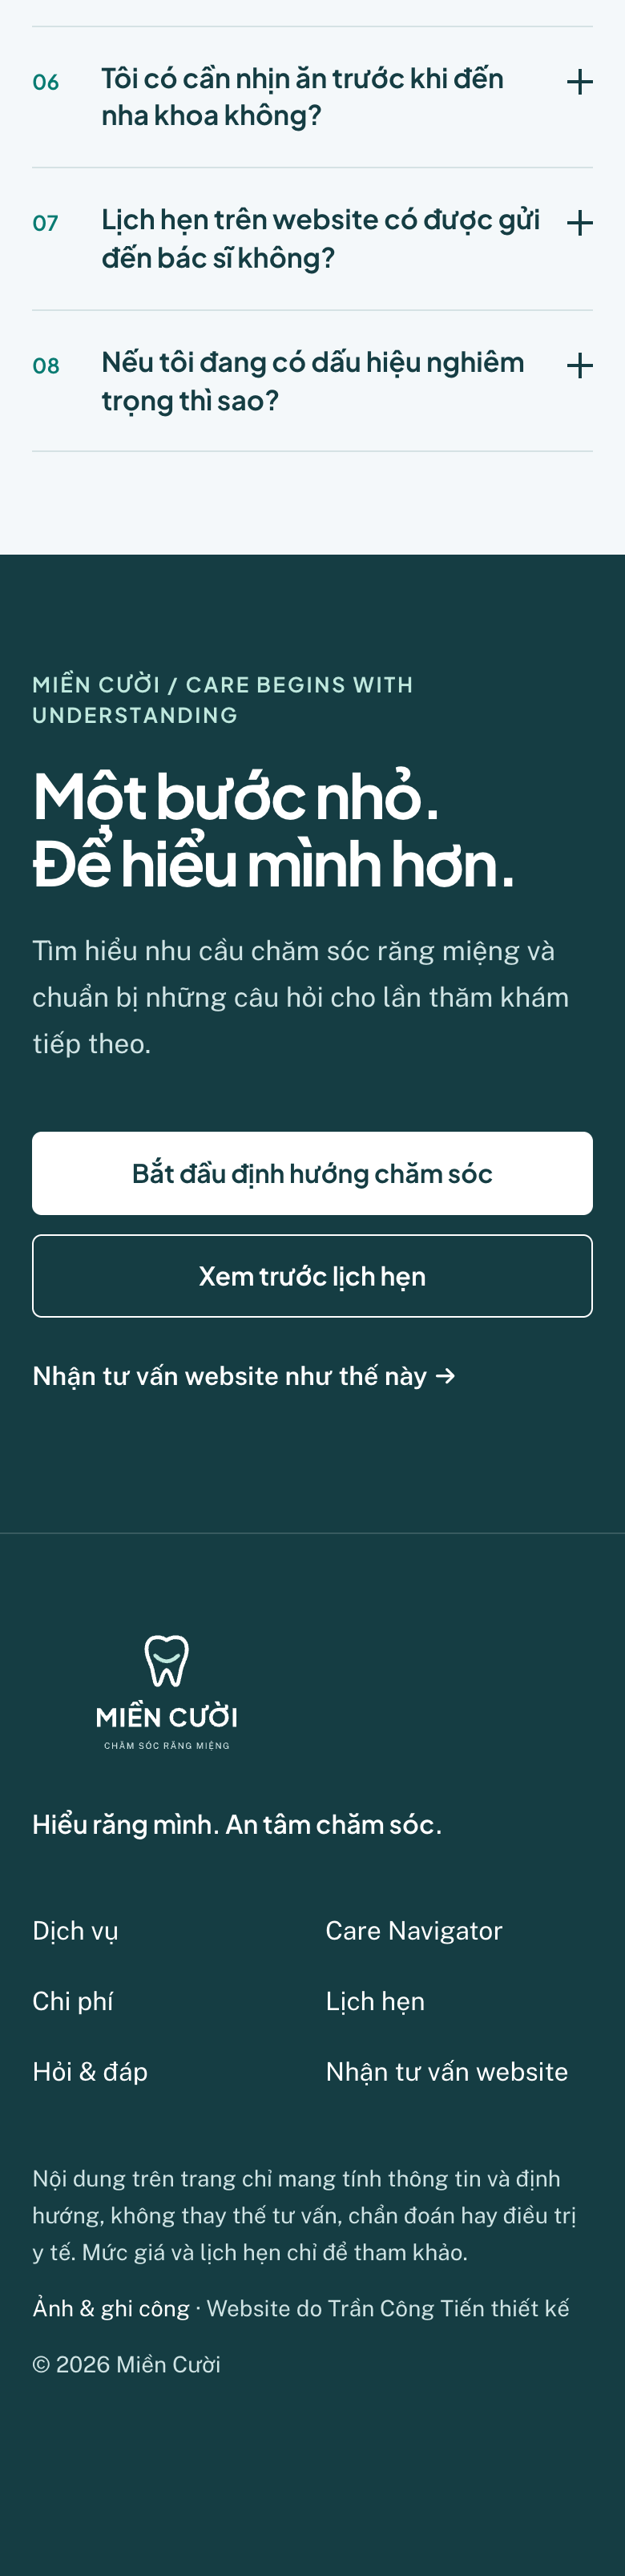 06
Tôi có cần nhịn ăn trước khi đến
nha khoa không?
07
Lịch hẹn trên website có được gửi
đến bác sĩ không?
08
Nếu tôi đang có dấu hiệu nghiêm
trọng thì sao?
MIỀN CƯỜI / CARE BEGINS WITH
UNDERSTANDING
Một bước nhỏ.
Để hiểu mình hơn.
Tìm hiểu nhu cầu chăm sóc răng miệng và
chuẩn bị những câu hỏi cho lần thăm khám
tiếp theo.
Bắt đầu định hướng chăm sóc
Xem trước lịch hẹn
Nhận tư vấn website như thế này →
MIỀN CƯỜI
CHĂM SÓC RĂNG MIỆNG
Hiểu răng mình. An tâm chăm sóc.
Dịch vụ
Care Navigator
Chi phí
Lịch hẹn
Hỏi & đáp
Nhận tư vấn website
Nội dung trên trang chỉ mang tính thông tin và định
hướng, không thay thế tư vấn, chẩn đoán hay điều trị
y tế. Mức giá và lịch hẹn chỉ để tham khảo.
Ảnh & ghi công · Website do Trần Công Tiến thiết kế
© 2026 Miền Cười